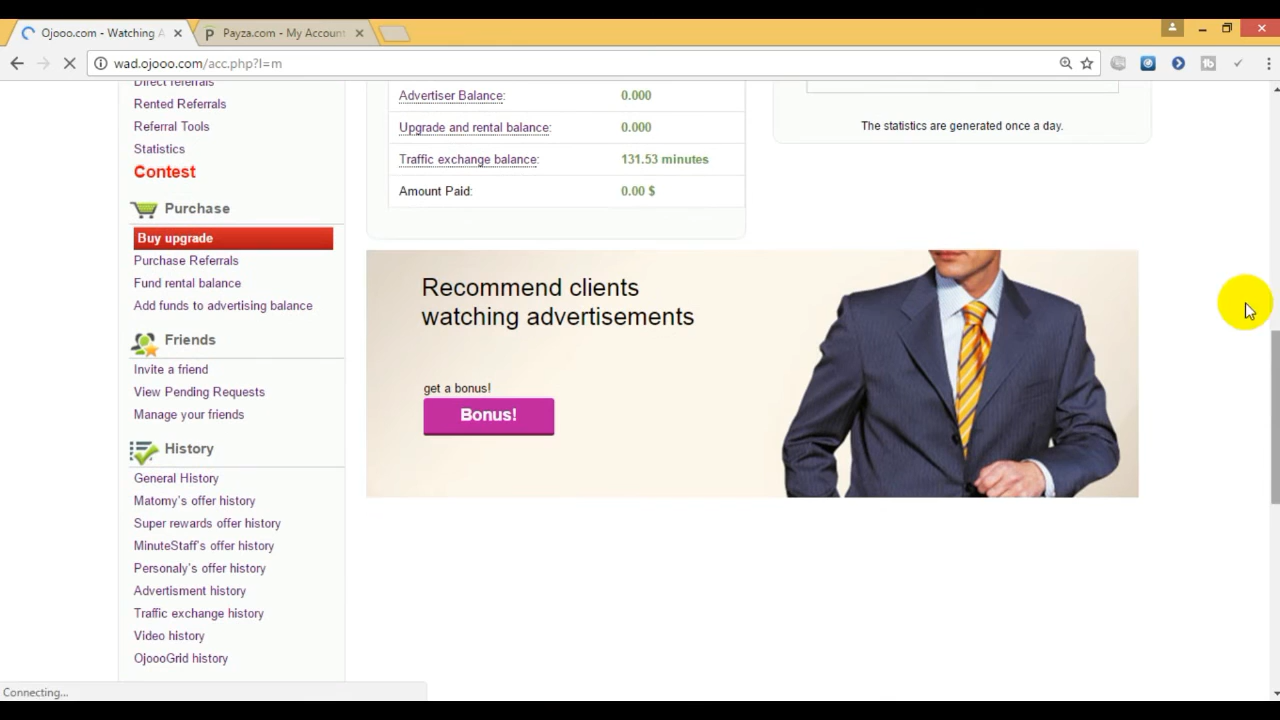 Ojooo.com - Watching A
Payza.com - My Account
wad.ojooo.com/acc.php?l=m
Direct referrals
Rented Referrals
Referral Tools
Statistics
Contest
Purchase
Buy upgrade
Purchase Referrals
Fund rental balance
Add funds to advertising balance
Friends
Invite a friend
View Pending Requests
Manage your friends
History
General History
Matomy's offer history
Super rewards offer history
MinuteStaff's offer history
Personaly's offer history
Advertisment history
Traffic exchange history
Video history
OjoooGrid history
Advertiser Balance: 0.000
Upgrade and rental balance: 0.000
Traffic exchange balance: 131.53 minutes
Amount Paid: 0.00 $
The statistics are generated once a day.
Recommend clients
watching advertisements
get a bonus!
Bonus!
Connecting...